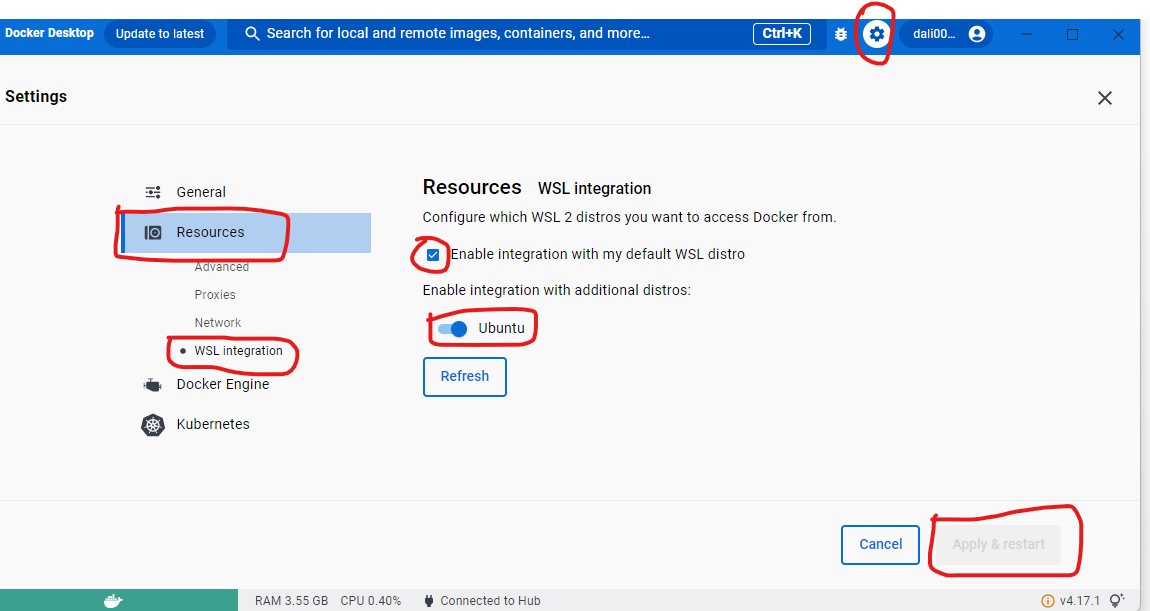 Docker Desktop Update to latest Search for local and remote images, containers, and more... Ctrl+K dali00...
Settings
General
Resources
Advanced
Proxies
Network
WSL integration
Docker Engine
Kubernetes
Resources WSL integration
Configure which WSL 2 distros you want to access Docker from.
Enable integration with my default WSL distro
Enable integration with additional distros:
Ubuntu
Refresh
Cancel Apply & restart
RAM 3.55 GB CPU 0.40% Connected to Hub v4.17.1